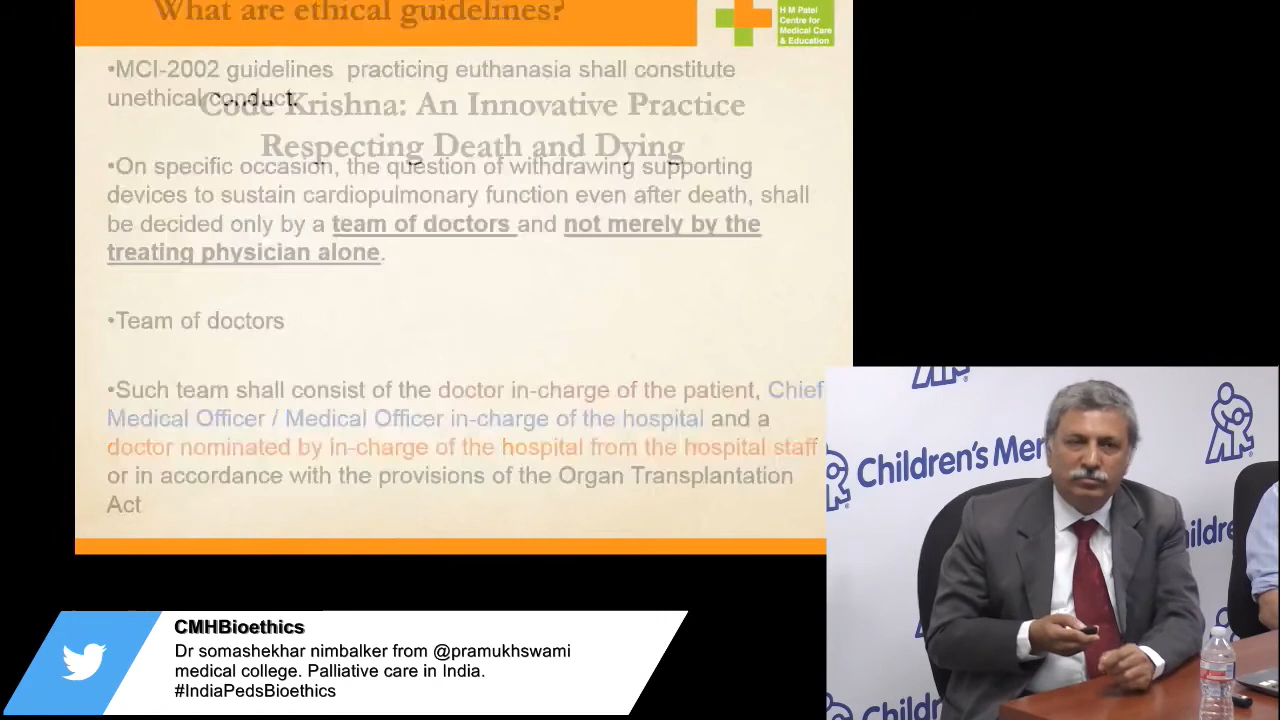 What are ethical guidelines?
H M Patel
Centre for
Medical Care
& Education
•MCI-2002 guidelines practicing euthanasia shall constitute
unethical conduct.
Code Krishna: An Innovative Practice
Respecting Death and Dying
•On specific occasion, the question of withdrawing supporting
devices to sustain cardiopulmonary function even after death, shall
be decided only by a team of doctors and not merely by the
treating physician alone.
•Team of doctors
•Such team shall consist of the doctor in-charge of the patient, Chief
Medical Officer / Medical Officer in-charge of the hospital and a
doctor nominated by in-charge of the hospital from the hospital staff
or in accordance with the provisions of the Organ Transplantation
Act
Children's Mer
ildre
Children's
CMHBioethics
Dr somashekhar nimbalker from @pramukhswami
medical college. Palliative care in India.
#IndiaPedsBioethics